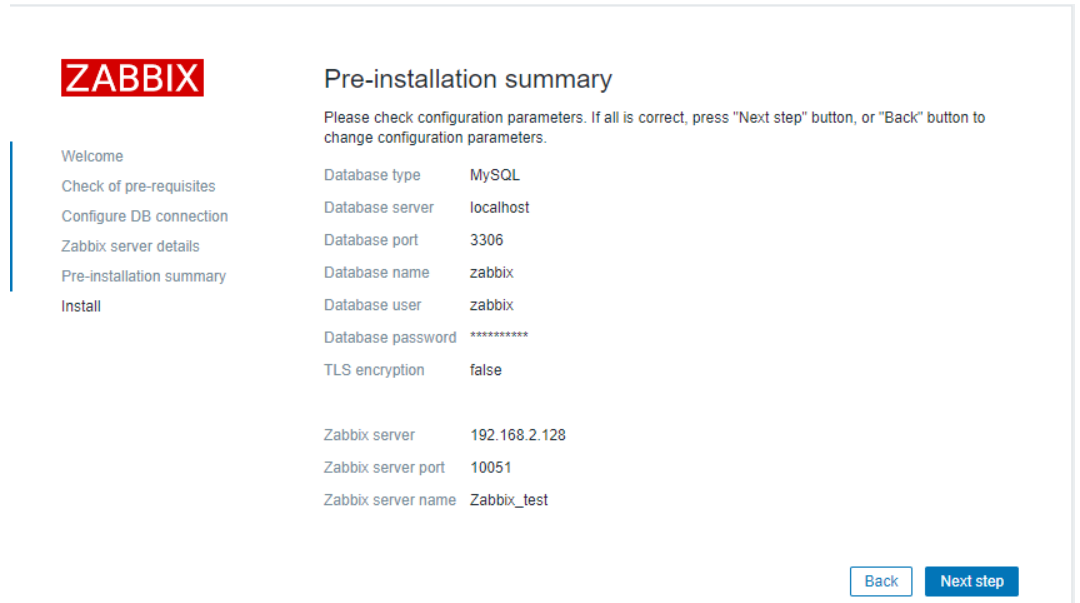 ZABBIX
Welcome
Check of pre-requisites
Configure DB connection
Zabbix server details
Pre-installation summary
Install
Pre-installation summary
Please check configuration parameters. If all is correct, press "Next step" button, or "Back" button to
change configuration parameters.
Database type MySQL
Database server localhost
Database port 3306
Database name zabbix
Database user zabbix
Database password **********
TLS encryption false
Zabbix server 192.168.2.128
Zabbix server port 10051
Zabbix server name Zabbix_test
Back Next step